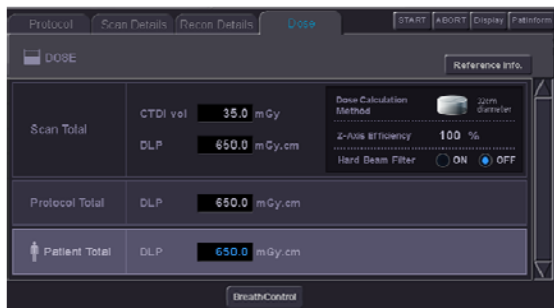 Protocol Scan Details Recon Details Dose START ABORT Display Patinform
DOSE
Reference Info.
Scan Total
CTDI vol 35.0 mGy
DLP 650.0 mGy.cm
Dose Calculation Method 32cm diameter
Z-Axis Efficiency 100 %
Hard Beam Filter ON OFF
Protocol Total DLP 650.0 mGy.cm
Patient Total DLP 650.0 mGy.cm
BreathControl